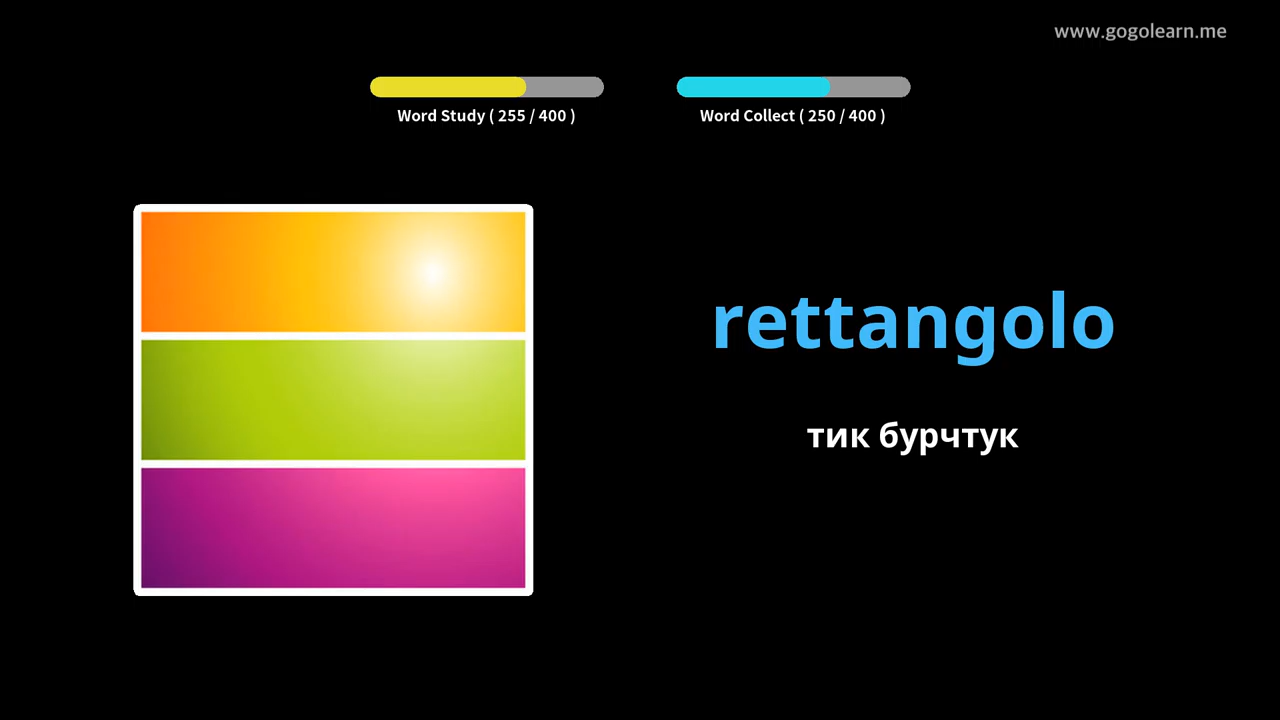 www.gogolearn.me
Word Study ( 255 / 400 )
Word Collect ( 250 / 400 )
rettangolo
тик бурчтук